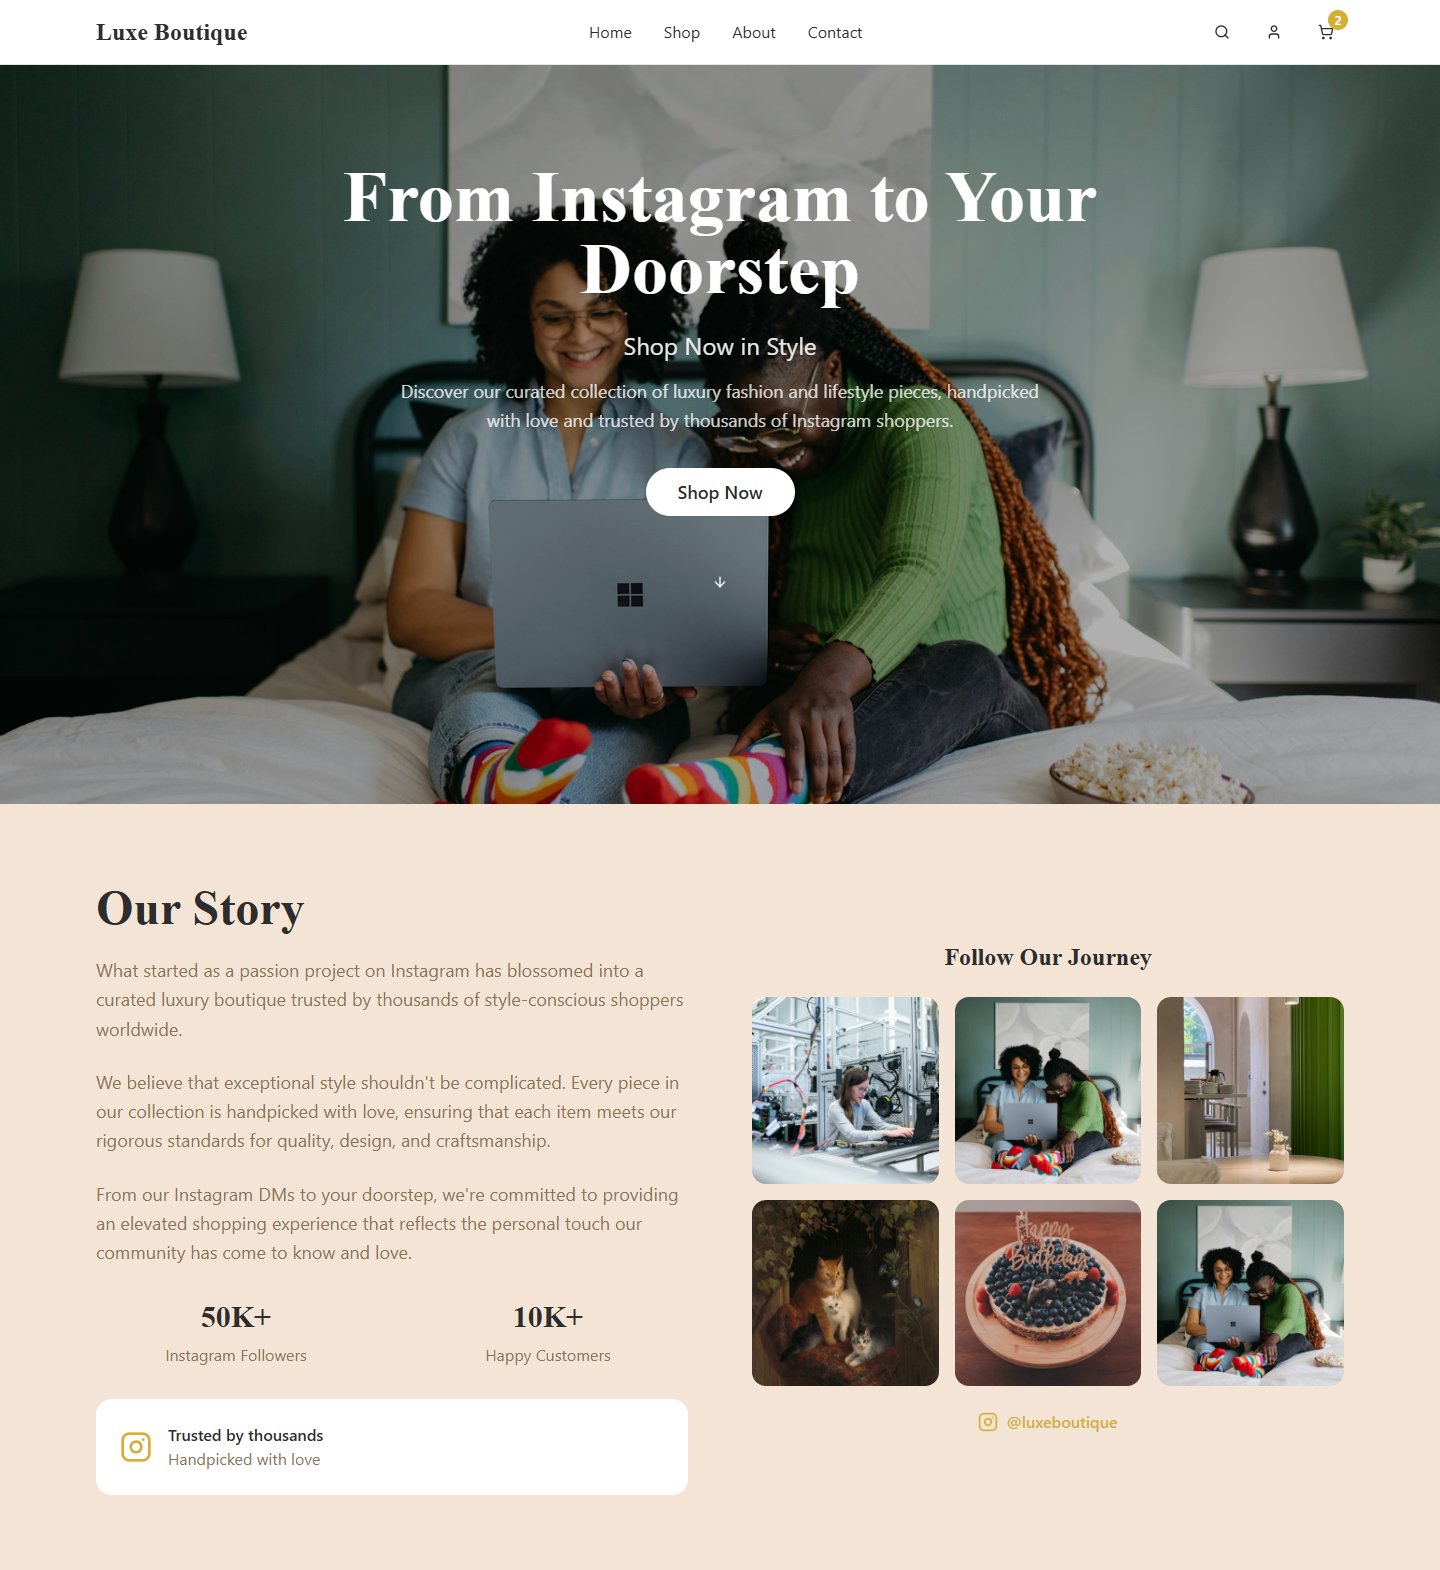 Luxe Boutique
Home
Shop
About
Contact
2
From Instagram to Your
Doorstep
Shop Now in Style
Discover our curated collection of luxury fashion and lifestyle pieces, handpicked
with love and trusted by thousands of Instagram shoppers.
Shop Now
Our Story
What started as a passion project on Instagram has blossomed into a
curated luxury boutique trusted by thousands of style-conscious shoppers
worldwide.
We believe that exceptional style shouldn't be complicated. Every piece in
our collection is handpicked with love, ensuring that each item meets our
rigorous standards for quality, design, and craftsmanship.
From our Instagram DMs to your doorstep, we're committed to providing
an elevated shopping experience that reflects the personal touch our
community has come to know and love.
50K+
Instagram Followers
10K+
Happy Customers
Trusted by thousands
Handpicked with love
Follow Our Journey
Happy
Birthday
@luxeboutique